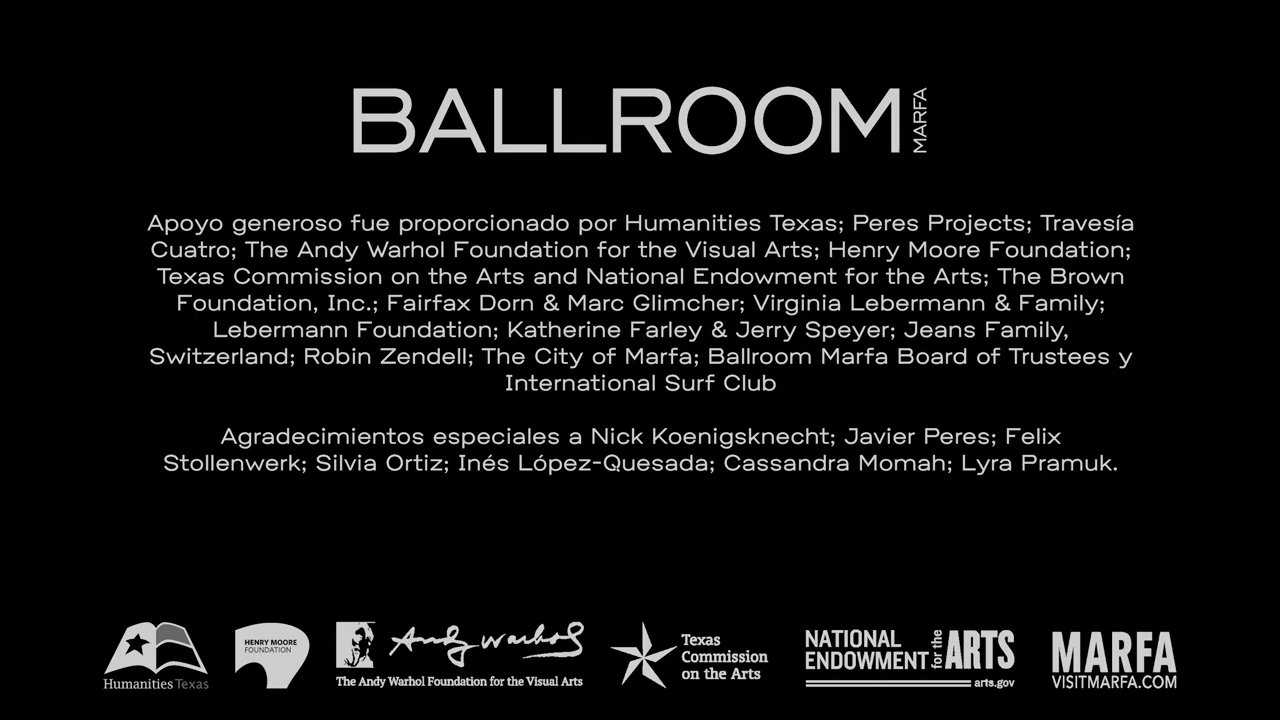 BALLROOM MARFA
Apoyo generoso fue proporcionado por Humanities Texas; Peres Projects; Travesía
Cuatro; The Andy Warhol Foundation for the Visual Arts; Henry Moore Foundation;
Texas Commission on the Arts and National Endowment for the Arts; The Brown
Foundation, Inc.; Fairfax Dorn & Marc Glimcher; Virginia Lebermann & Family;
Lebermann Foundation; Katherine Farley & Jerry Speyer; Jeans Family,
Switzerland; Robin Zendell; The City of Marfa; Ballroom Marfa Board of Trustees y
International Surf Club
Agradecimientos especiales a Nick Koenigsknecht; Javier Peres; Felix
Stollenwerk; Silvia Ortiz; Inés López-Quesada; Cassandra Momah; Lyra Pramuk.
Humanities Texas
HENRY MOORE
FOUNDATION
Andy Warhol
The Andy Warhol Foundation for the Visual Arts
Texas
Commission
on the Arts
NATIONAL
ENDOWMENT
for the
ARTS
arts.gov
MARFA
VISITMARFA.COM